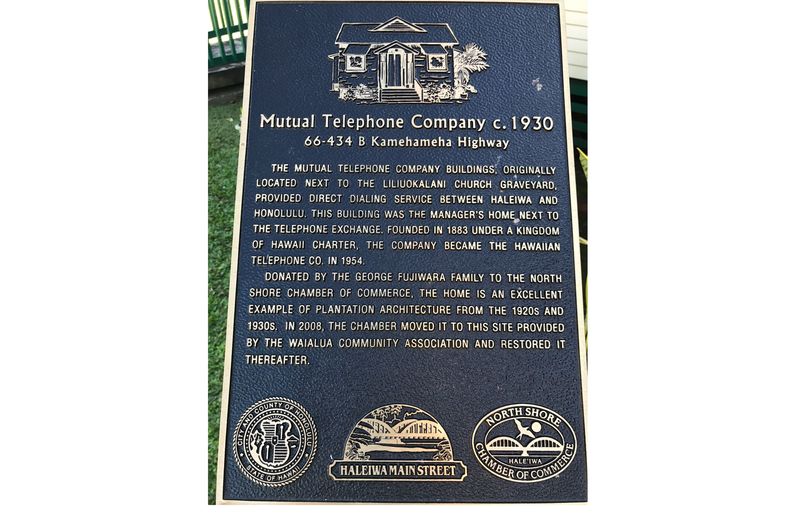 Mutual Telephone Company c. 1930
66-434 B Kamehameha Highway
THE MUTUAL TELEPHONE COMPANY BUILDINGS, ORIGINALLY
LOCATED NEXT TO THE LILIUOKALANI CHURCH GRAVEYARD,
PROVIDED DIRECT DIALING SERVICE BETWEEN HALEIWA AND
HONOLULU. THIS BUILDING WAS THE MANAGER'S HOME NEXT TO
THE TELEPHONE EXCHANGE. FOUNDED IN 1883 UNDER A KINGDOM
OF HAWAII CHARTER, THE COMPANY BECAME THE HAWAIIAN
TELEPHONE CO. IN 1954.
DONATED BY THE GEORGE FUJIWARA FAMILY TO THE NORTH
SHORE CHAMBER OF COMMERCE, THE HOME IS AN EXCELLENT
EXAMPLE OF PLANTATION ARCHITECTURE FROM THE 1920s AND
1930s. IN 2008, THE CHAMBER MOVED IT TO THIS SITE PROVIDED
BY THE WAIALUA COMMUNITY ASSOCIATION AND RESTORED IT
THEREAFTER.
CITY AND COUNTY OF HONOLULU
STATE OF HAWAII
HALEIWA MAIN STREET
NORTH SHORE
HALE'IWA
CHAMBER OF COMMERCE